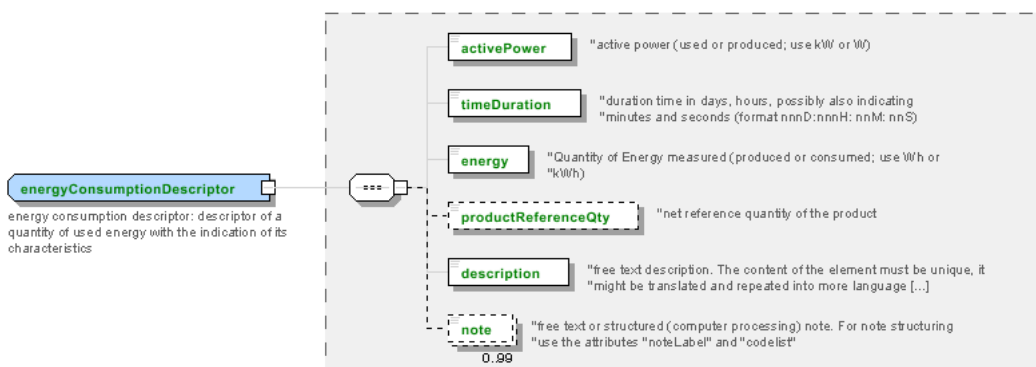 activePower
"active power (used or produced; use kW or W)
timeDuration
"duration time in days, hours, possibly also indicating
"minutes and seconds (format nnnD:nnnH: nnM: nnS)
energy
"Quantity of Energy measured (produced or consumed; use Wh or
"kWh)
energyConsumptionDescriptor
energy consumption descriptor: descriptor of a
quantity of used energy with the indication of its
characteristics
productReferenceQty
"net reference quantity of the product
description
"free text description. The content of the element must be unique, it
"might be translated and repeated into more language [...]
note
"free text or structured (computer processing) note. For note structuring
"use the attributes "noteLabel" and "codelist"
0..99